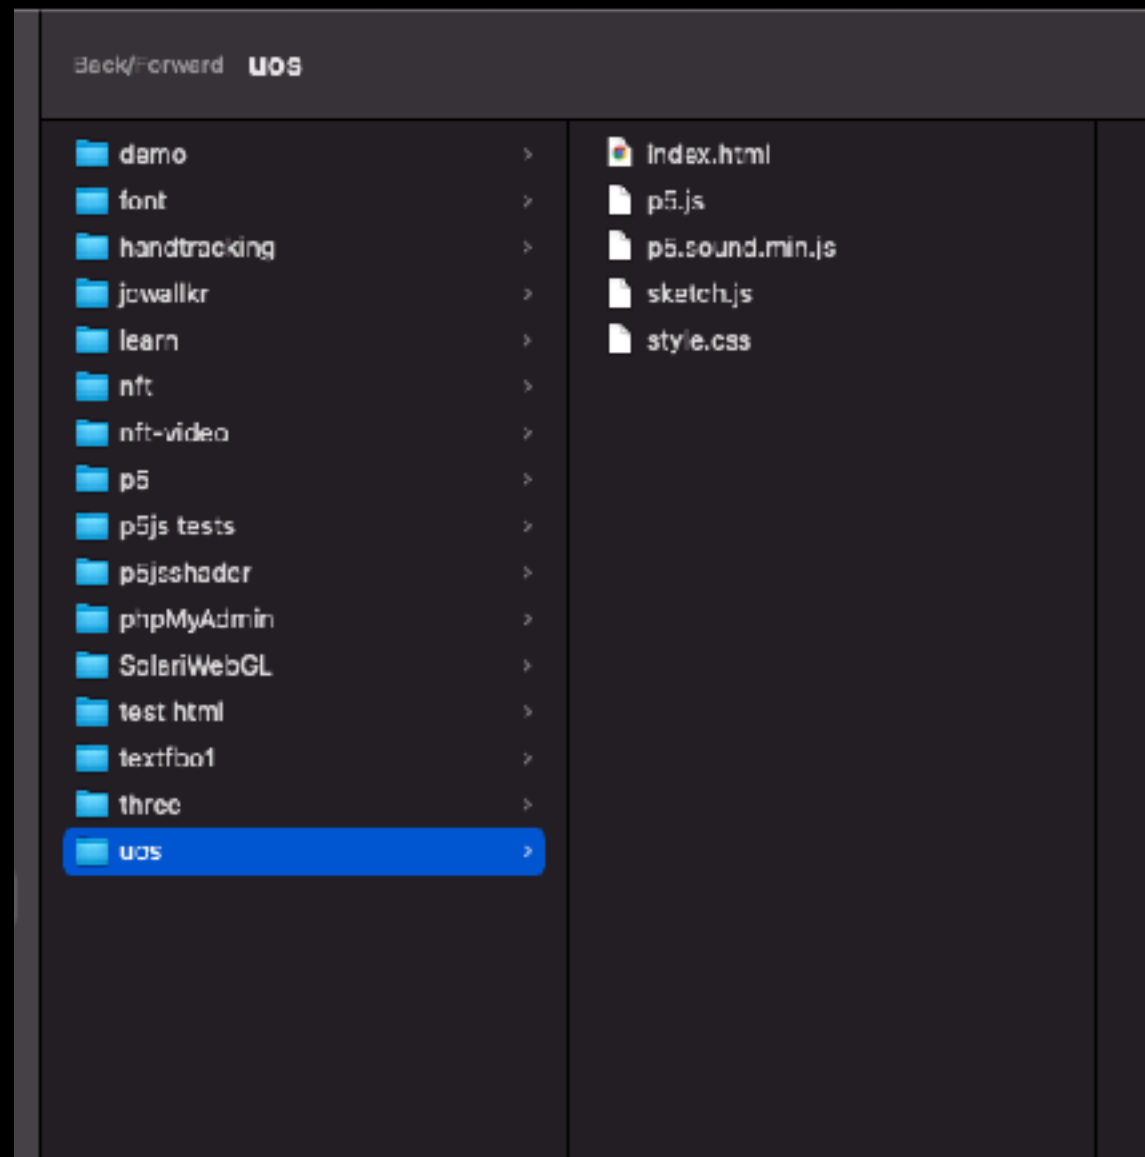 Back/Forward uos
demo
font
handtracking
jowallkr
learn
nft
nft-video
p5
p5js tests
p5jsshader
phpMyAdmin
SolariWebGL
test html
textfbo1
three
uos
index.html
p5.js
p5.sound.min.js
sketch.js
style.css